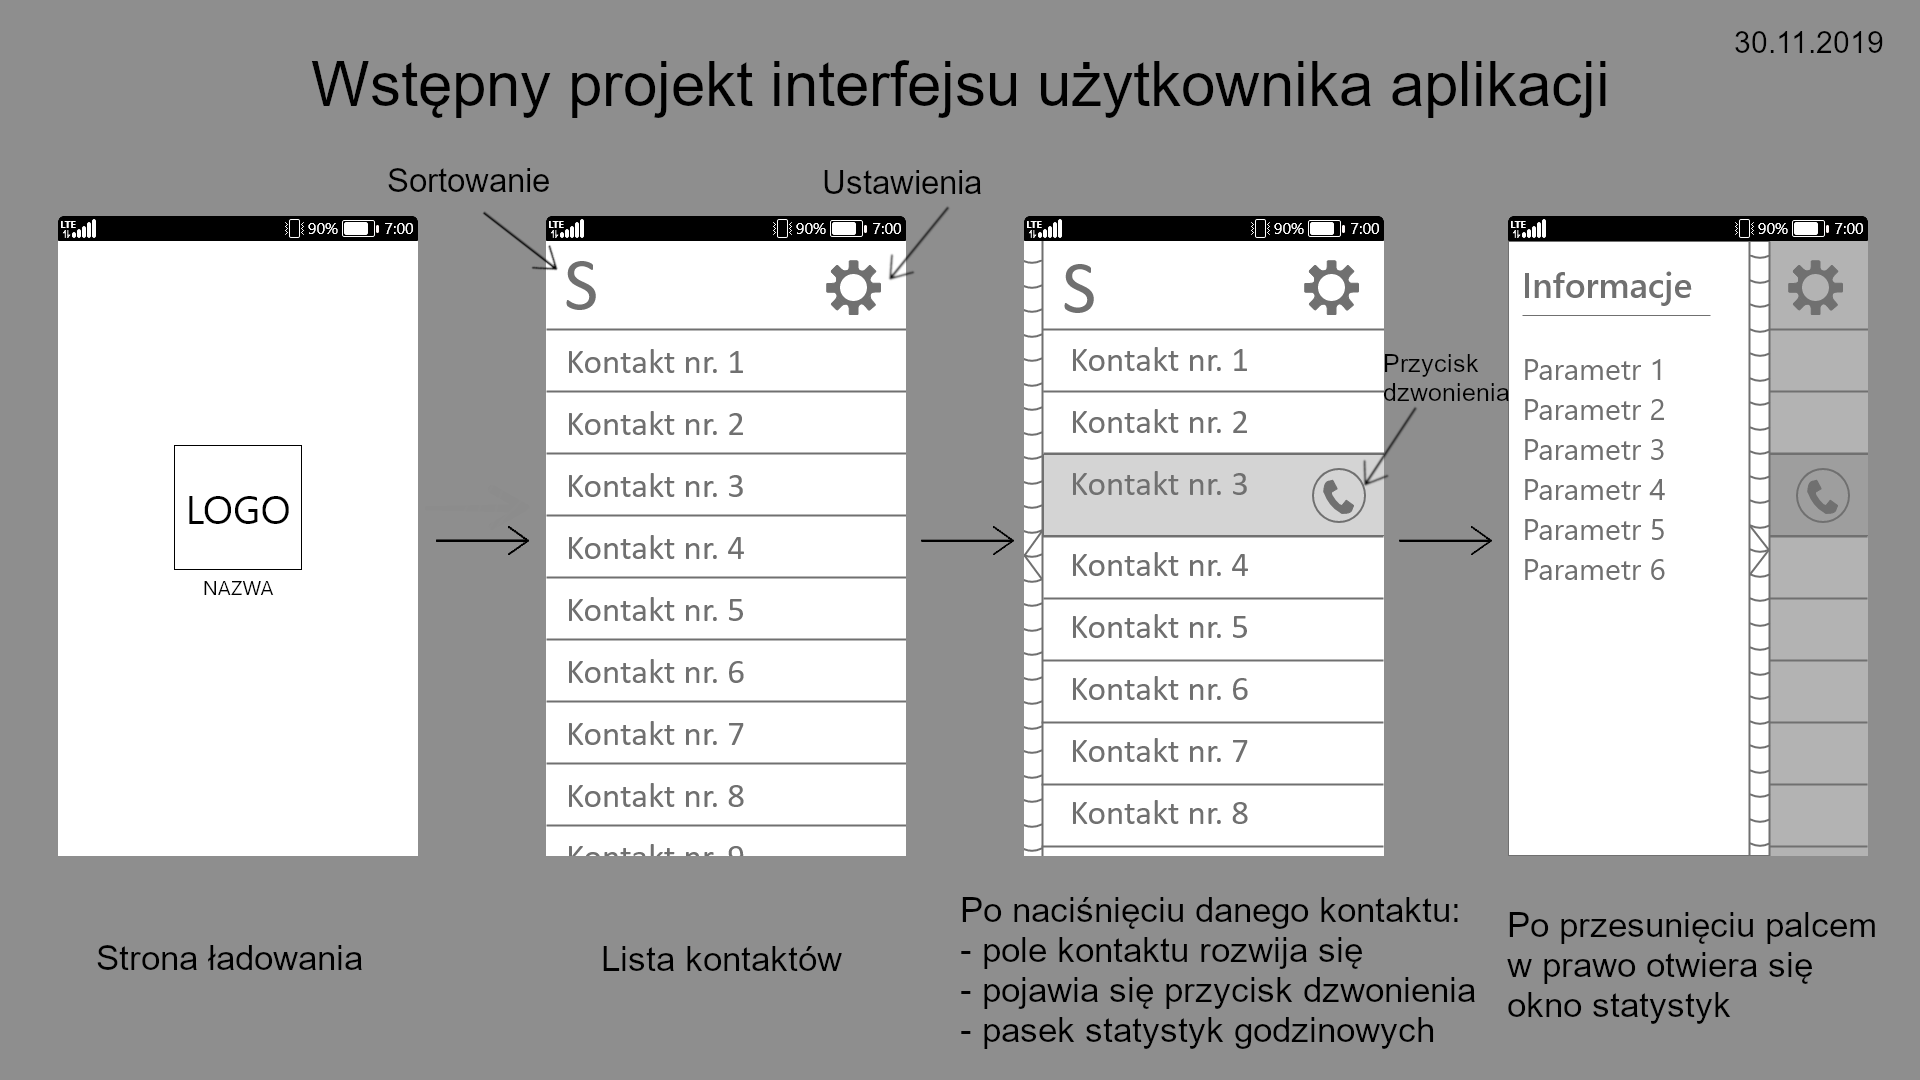 30.11.2019
Wstępny projekt interfejsu użytkownika aplikacji
Sortowanie
Ustawienia
LTE 90% 7:00
LOGO
NAZWA
Strona ładowania
LTE 90% 7:00
S
Kontakt nr. 1
Kontakt nr. 2
Kontakt nr. 3
Kontakt nr. 4
Kontakt nr. 5
Kontakt nr. 6
Kontakt nr. 7
Kontakt nr. 8
Kontakt nr. 9
Lista kontaktów
LTE 90% 7:00
S
Kontakt nr. 1
Kontakt nr. 2
Kontakt nr. 3
Kontakt nr. 4
Kontakt nr. 5
Kontakt nr. 6
Kontakt nr. 7
Kontakt nr. 8
Przycisk
dzwonienia
Po naciśnięciu danego kontaktu:
- pole kontaktu rozwija się
- pojawia się przycisk dzwonienia
- pasek statystyk godzinowych
LTE 90% 7:00
Informacje
Parametr 1
Parametr 2
Parametr 3
Parametr 4
Parametr 5
Parametr 6
Po przesunięciu palcem
w prawo otwiera się
okno statystyk